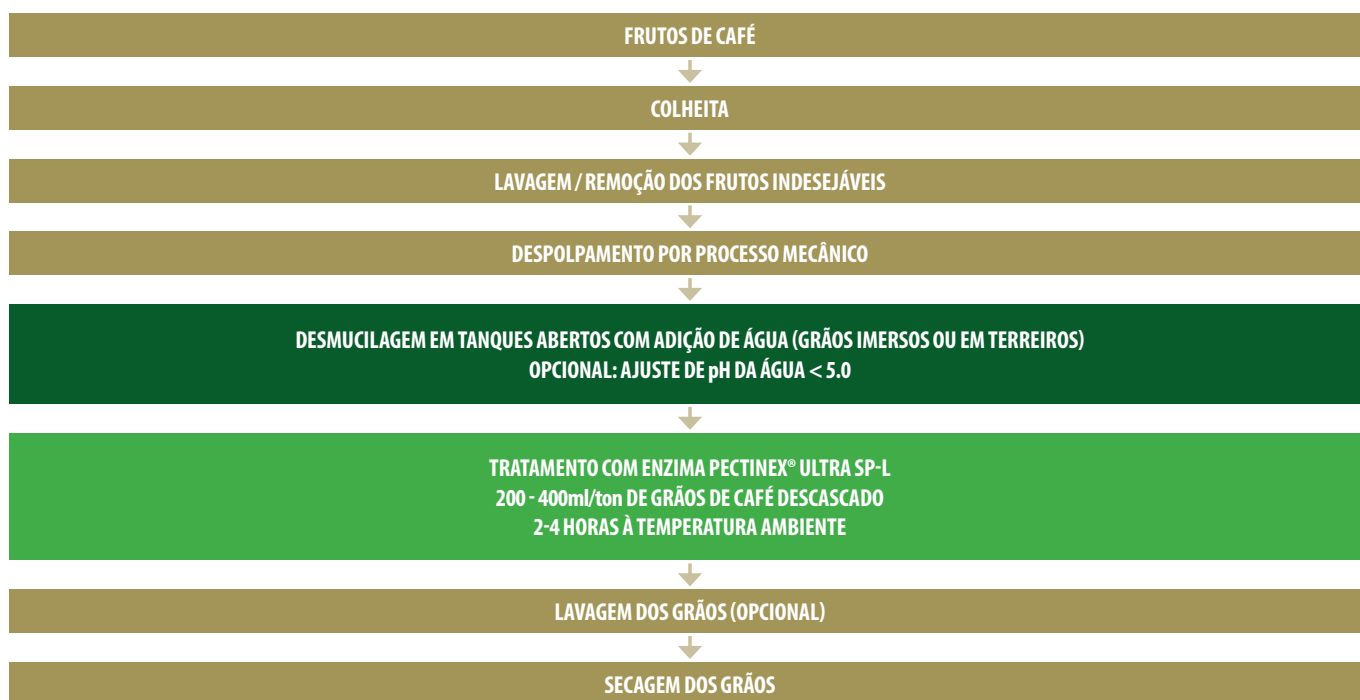 FRUTOS DE CAFÉ
COLHEITA
LAVAGEM / REMOÇÃO DOS FRUTOS INDESEJÁVEIS
DESPOLPAMENTO POR PROCESSO MECÂNICO
DESMUCILAGEM EM TANQUES ABERTOS COM ADIÇÃO DE ÁGUA (GRÃOS IMERSOS OU EM TERREIROS)
OPCIONAL: AJUSTE DE pH DA ÁGUA < 5.0
TRATAMENTO COM ENZIMA PECTINEX® ULTRA SP-L
200 - 400ml/ton DE GRÃOS DE CAFÉ DESCASCADO
2-4 HORAS À TEMPERATURA AMBIENTE
LAVAGEM DOS GRÃOS (OPCIONAL)
SECAGEM DOS GRÃOS